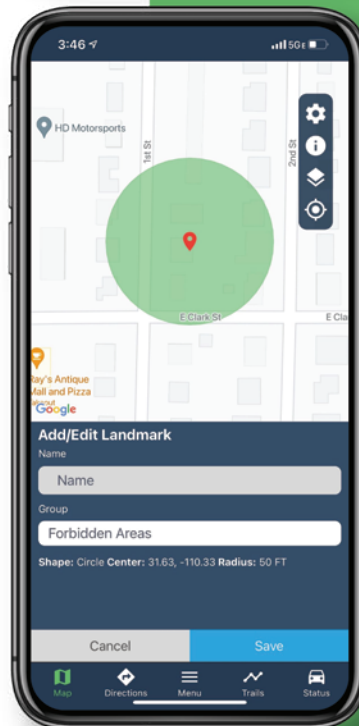 3:46
5GE
HD Motorsports
1st St
2nd St
E Clark St
E Cla
Ray's Antique
Mall and Pizza
Takeout
Google
Add/Edit Landmark
Name
Name
Group
Forbidden Areas
Shape: Circle Center: 31.63, -110.33 Radius: 50 FT
Cancel Save
Map Directions Menu Trails Status